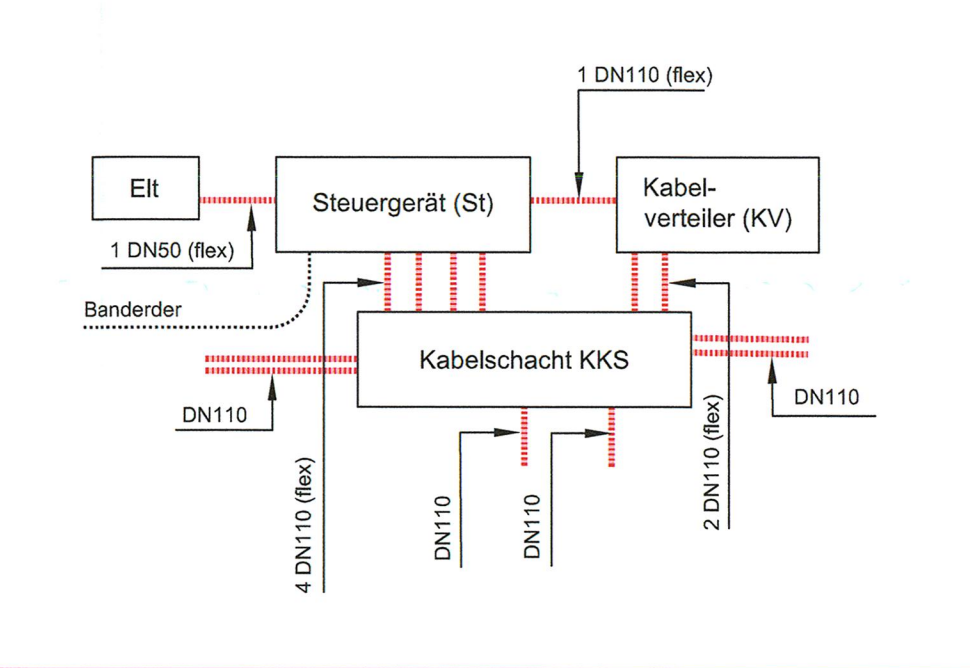 1 DN110 (flex)
Elt
Steuergerät (St)
Kabel-
verteiler (KV)
1 DN50 (flex)
Banderder
Kabelschacht KKS
DN110
DN110
4 DN110 (flex)
DN110
DN110
2 DN110 (flex)